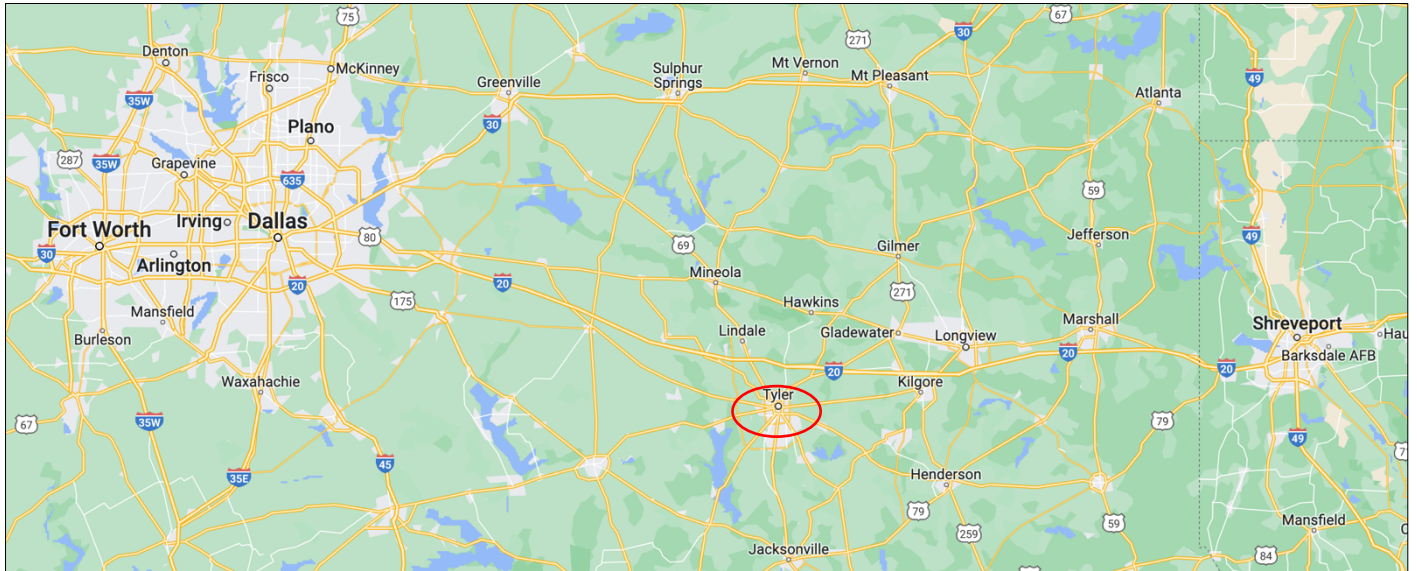 75
67
Denton
Frisco
McKinney
35W
Greenville
Sulphur
Springs
271
Mt Vernon
Mt Pleasant
30
49
Atlanta
Plano
30
287
35W
Grapevine
635
59
Irving
Dallas
Fort Worth
30
Arlington
80
69
Gilmer
Jefferson
49
Mineola
20
20
175
271
Hawkins
Mansfield
Burleson
Lindale
Gladewater
Longview
Marshall
Shreveport
Hau
Barksdale AFB
20
20
20
Waxahachie
Kilgore
Tyler
67
35W
79
49
45
35E
Henderson
79
259
59
Mansfield
Jacksonville
84